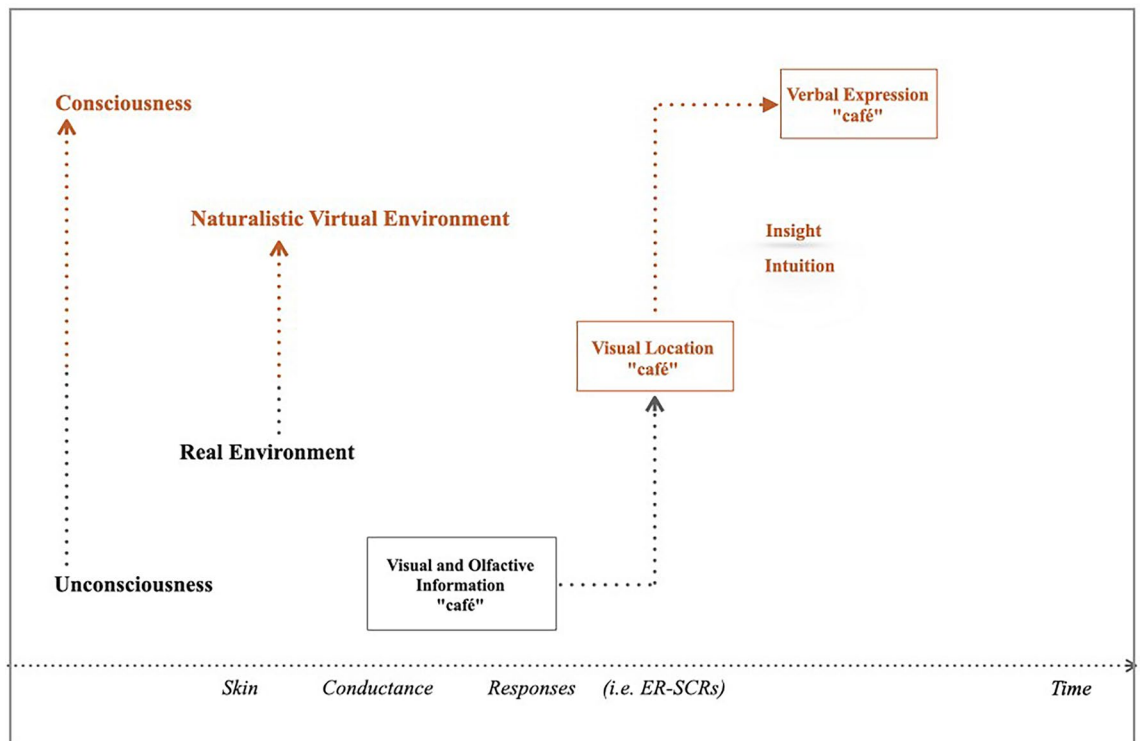 Consciousness
Verbal Expression
"café"
Naturalistic Virtual Environment
Insight
Intuition
Visual Location
"café"
Real Environment
Visual and Olfactive
Information
"café"
Unconsciousness
Skin Conductance Responses (i.e. ER-SCRs) Time